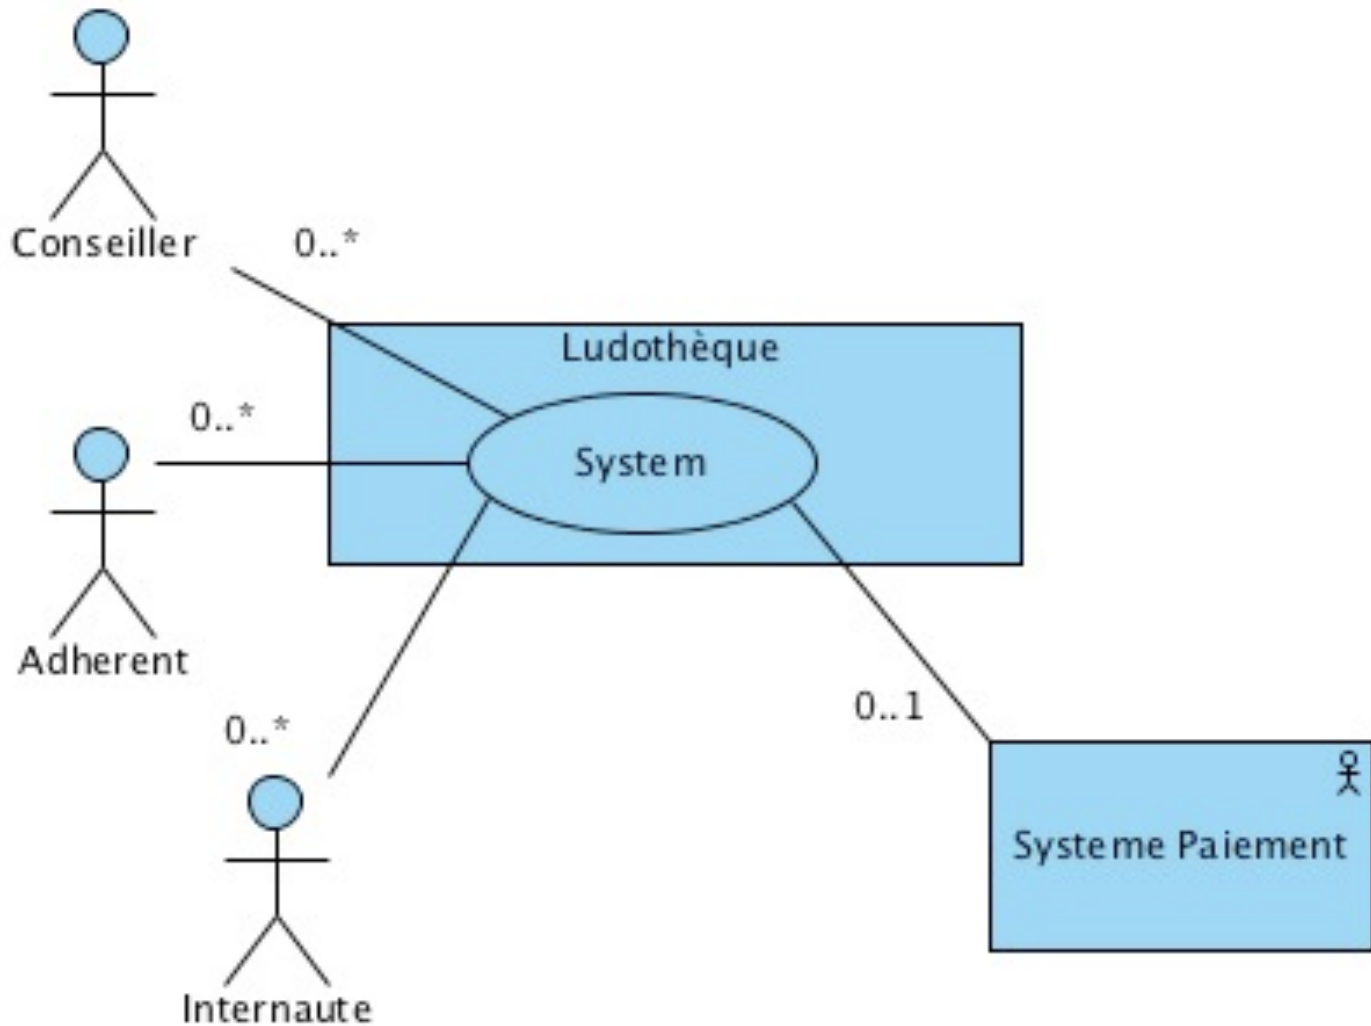 Conseiller
0..*
Ludothèque
0..*
System
Adherent
0..*
0..1
Systeme Paiement
Internaute